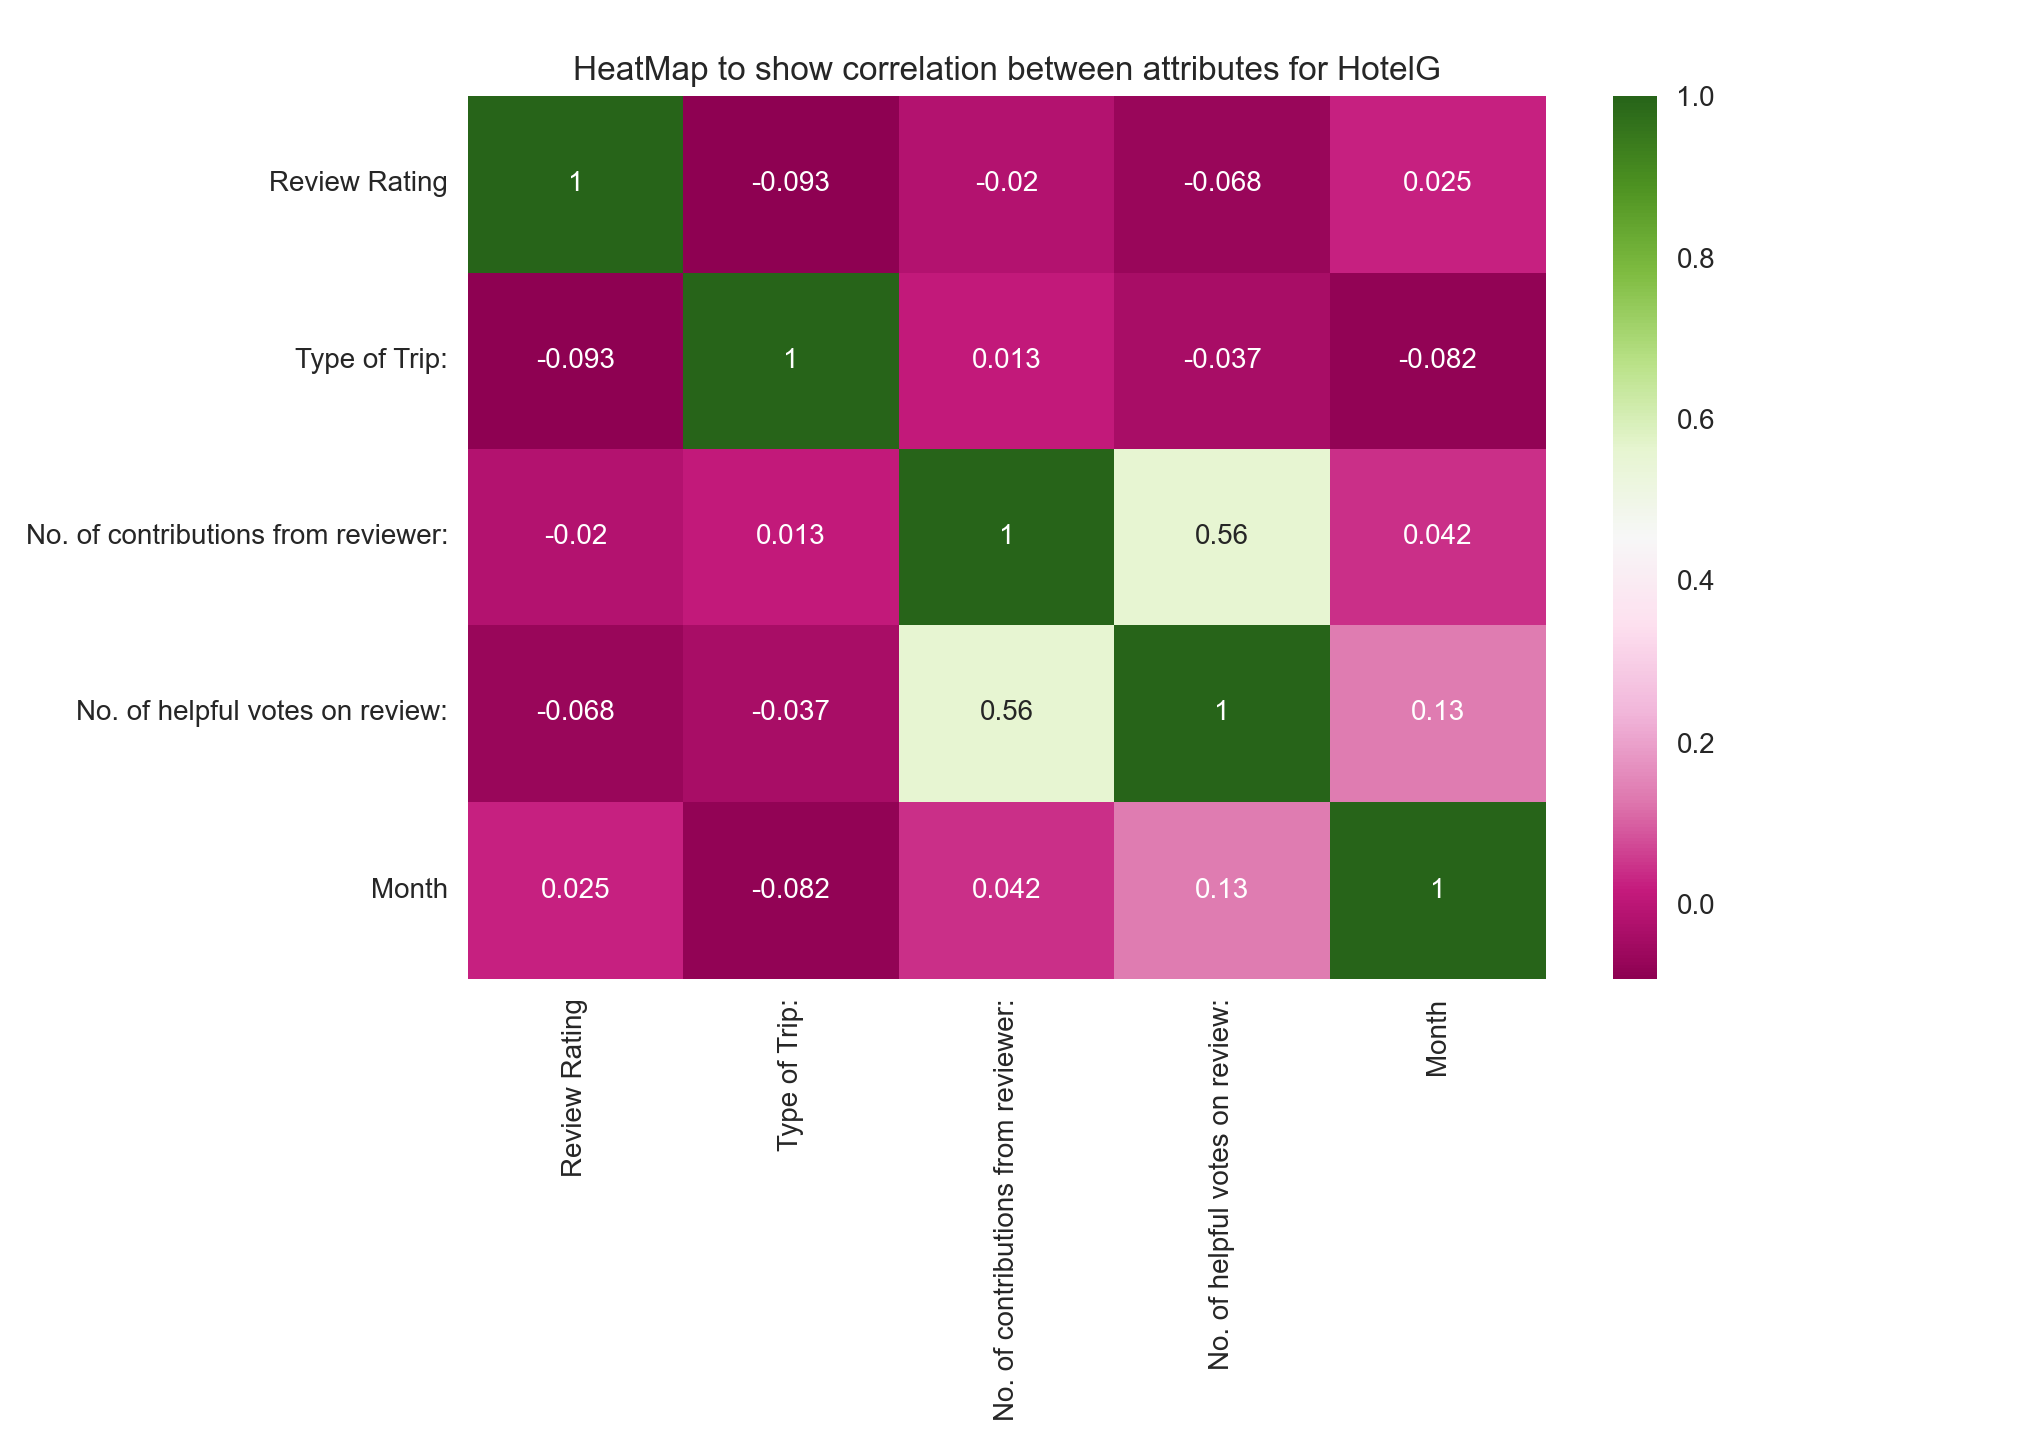 HeatMap to show correlation between attributes for HotelG
Review Rating 1 -0.093 -0.02 -0.068 0.025
Type of Trip: -0.093 1 0.013 -0.037 -0.082
No. of contributions from reviewer: -0.02 0.013 1 0.56 0.042
No. of helpful votes on review: -0.068 -0.037 0.56 1 0.13
Month 0.025 -0.082 0.042 0.13 1
Review Rating
Type of Trip:
No. of contributions from reviewer:
No. of helpful votes on review:
Month
1.0
0.8
0.6
0.4
0.2
0.0